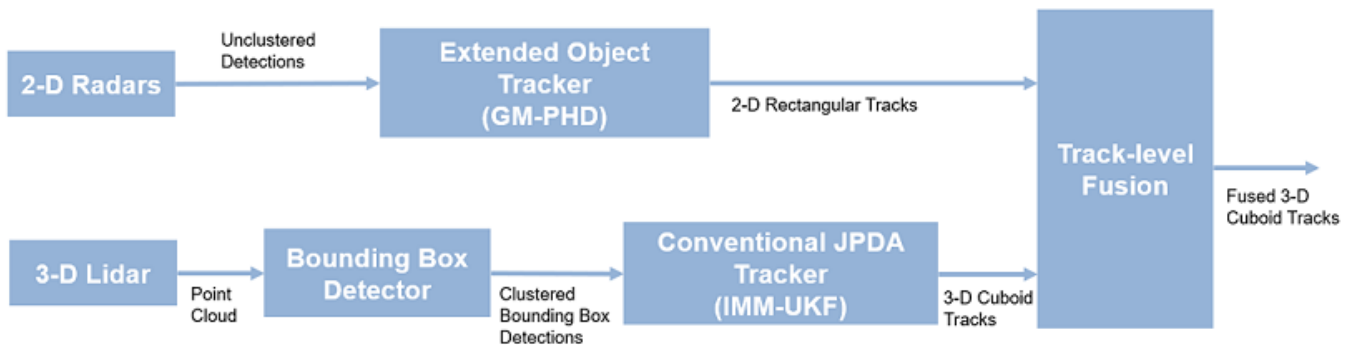 2-D Radars
Unclustered
Detections
Extended Object
Tracker
(GM-PHD)
2-D Rectangular Tracks
Track-level
Fusion
Fused 3-D
Cuboid Tracks
3-D Lidar
Point
Cloud
Bounding Box
Detector
Clustered
Bounding Box
Detections
Conventional JPDA
Tracker
(IMM-UKF)
3-D Cuboid
Tracks